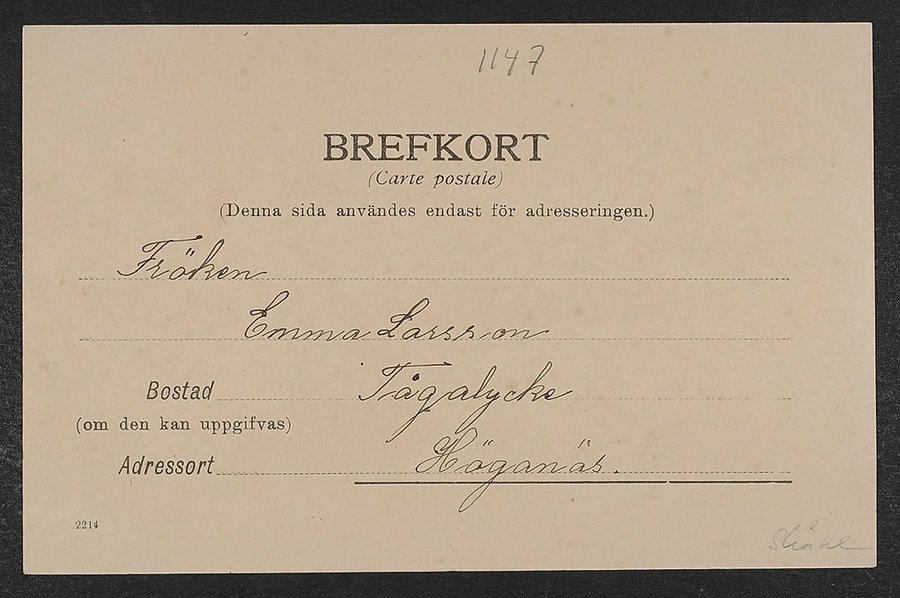 1147
BREFKORT
(Carte postale)
(Denna sida användes endast för adresseringen.)
Fröken
Emma Larsson
Bostad Tågalycke
(om den kan uppgifvas)
Adressort Höganäs.
2214
Skåne